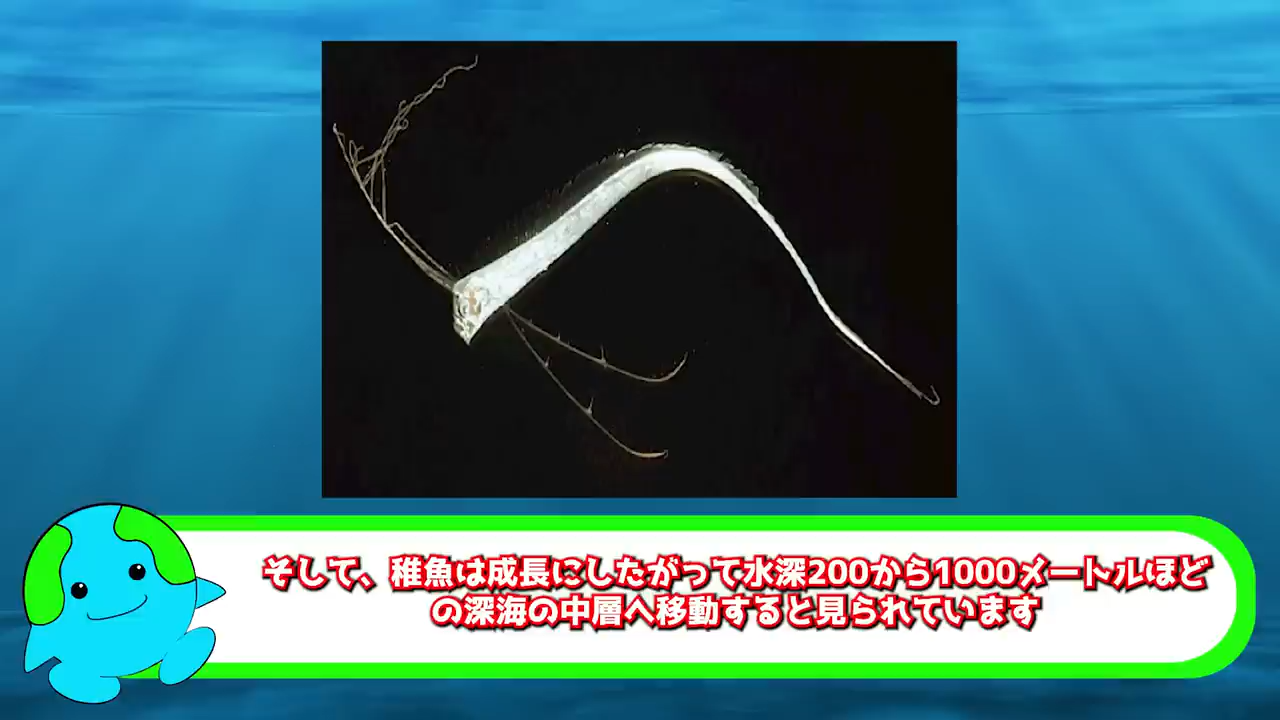 そして、稚魚は成長にしたがって水深200から1000メートルほど
の深海の中層へ移動すると見られています